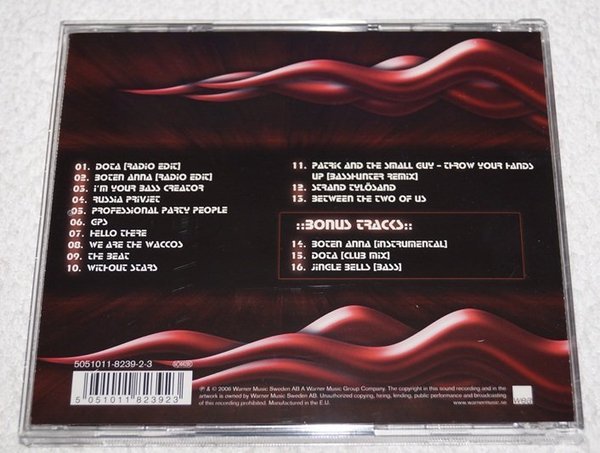 01. DOTA [RADIO EDIT]
02. BOTEN ANNA [RADIO EDIT]
03. I'M YOUR BASS CREATOR
04. RUSSIA PRIVJET
05. PROFESSIONAL PARTY PEOPLE
06. GPS
07. HELLO THERE
08. WE ARE THE WACCOS
09. THE BEAT
10. WITHOUT STARS
11. PATRIK AND THE SMALL GUY - THROW YOUR HANDS
UP [BASSHUNTER REMIX]
12. STRAND TYLÖSAND
13. BETWEEN THE TWO OF US
::BONUS TRACKS::
14. BOTEN ANNA [INSTRUMENTAL]
15. DOTA [CLUB MIX]
16. JINGLE BELLS [BASS]
5051011-8239-2-3
5 051011 823923
℗ & © 2006 Warner Music Sweden AB A Warner Music Group Company. The copyright in this sound recording and in the
artwork is owned by Warner Music Sweden AB. Unauthorized copying, hiring, lending, public performance and broadcasting
of this recording prohibited. Manufactured in the E.U.
www.warnermusic.se
wea